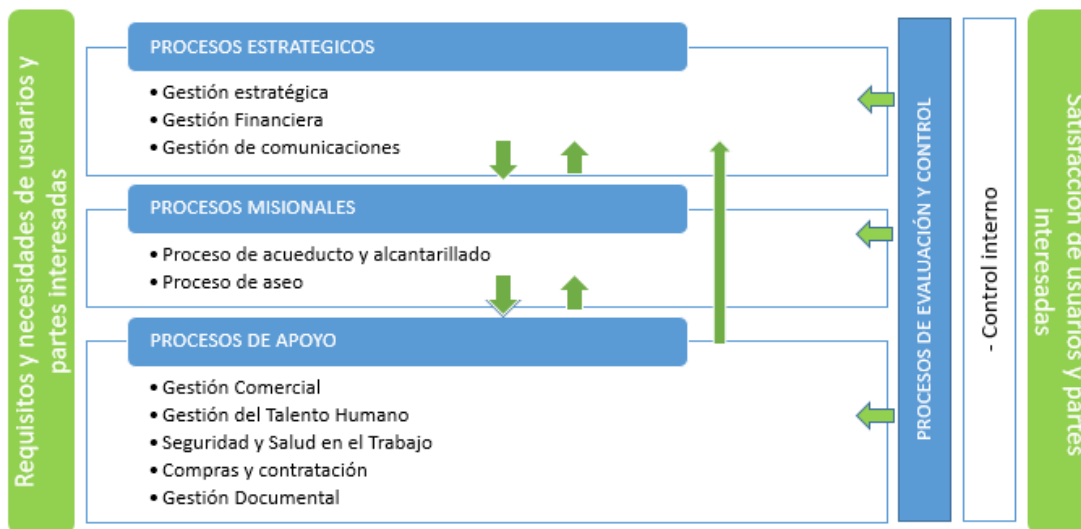 Requisitos y necesidades de usuarios y
partes interesadas
PROCESOS ESTRATEGICOS
• Gestión estratégica
• Gestión Financiera
• Gestión de comunicaciones
PROCESOS MISIONALES
• Proceso de acueducto y alcantarillado
• Proceso de aseo
PROCESOS DE APOYO
• Gestión Comercial
• Gestión del Talento Humano
• Seguridad y Salud en el Trabajo
• Compras y contratación
• Gestión Documental
PROCESOS DE EVALUACIÓN Y CONTROL
- Control interno
Satisfacción de usuarios y partes
interesadas